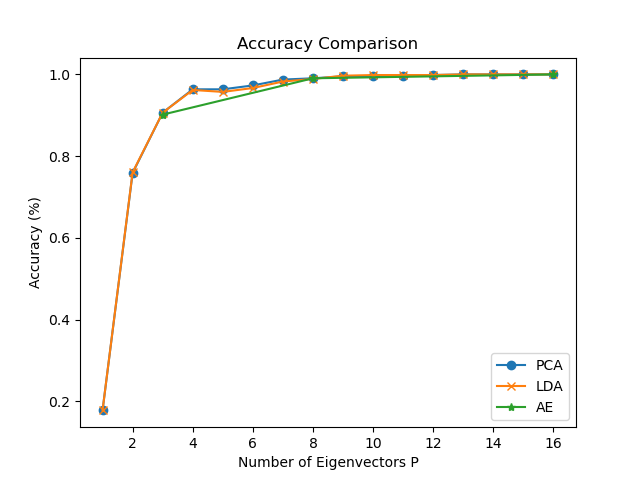 Accuracy Comparison
1.0
0.8
0.6
0.4
0.2
Accuracy (%)
2 4 6 8 10 12 14 16
Number of Eigenvectors P
PCA
LDA
AE